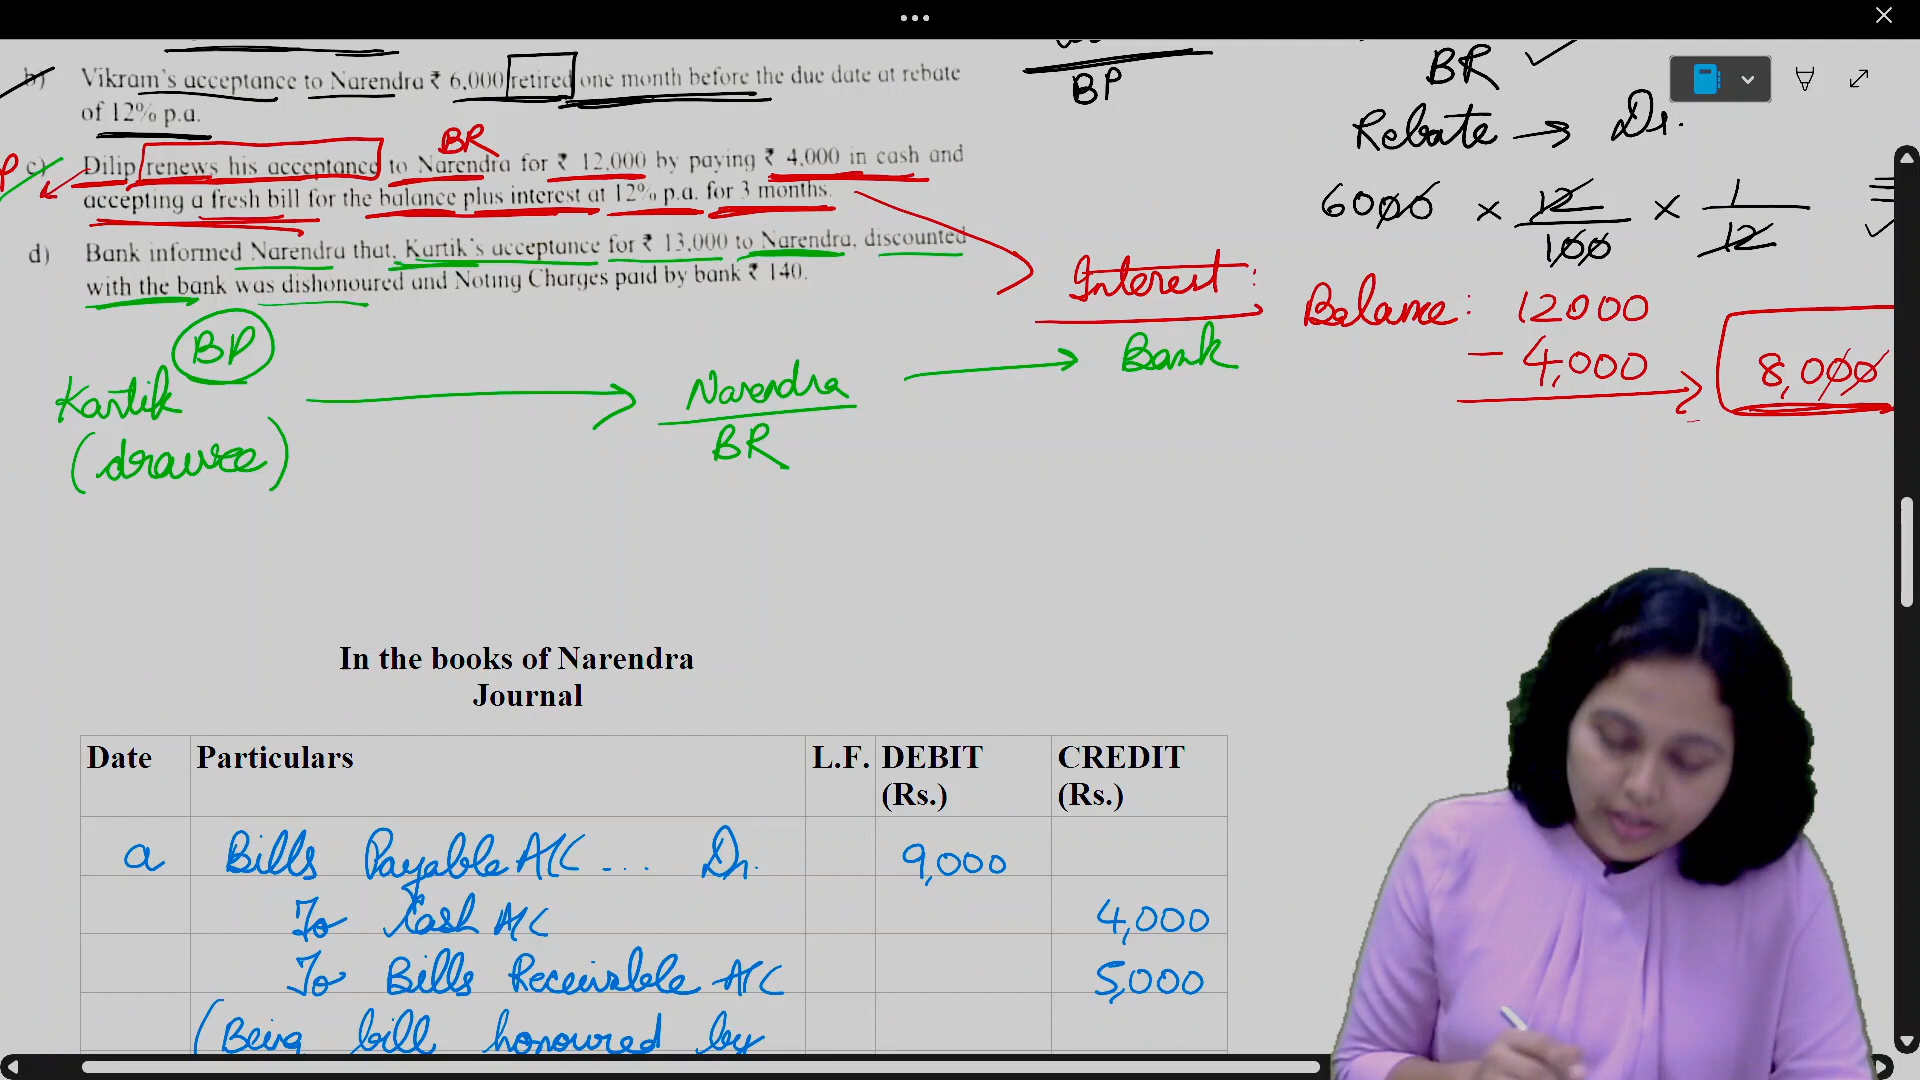 BP
BR
Rebate → Dr.
6000 × 12/100 × 1/12
b) Vikram's acceptance to Narendra ₹ 6,000 retired one month before the due date at rebate
of 12% p.a.
BR
c) Dilip renews his acceptance to Narendra for ₹ 12,000 by paying ₹ 4,000 in cash and
accepting a fresh bill for the balance plus interest at 12% p.a. for 3 months.
d) Bank informed Narendra that, Kartik's acceptance for ₹ 13,000 to Narendra, discounted
with the bank was dishonoured and Noting Charges paid by bank ₹ 140.
Interest:
Balance: 12000
- 4,000
8,000
BP
Kartik
(drawee)
Narendra
BR
Bank
In the books of Narendra
Journal
Date Particulars L.F. DEBIT (Rs.) CREDIT (Rs.)
a Bills Payable A/C ... Dr. 9,000
To Cash A/C 4,000
To Bills Receivable A/C 5,000
(Being bill honoured by